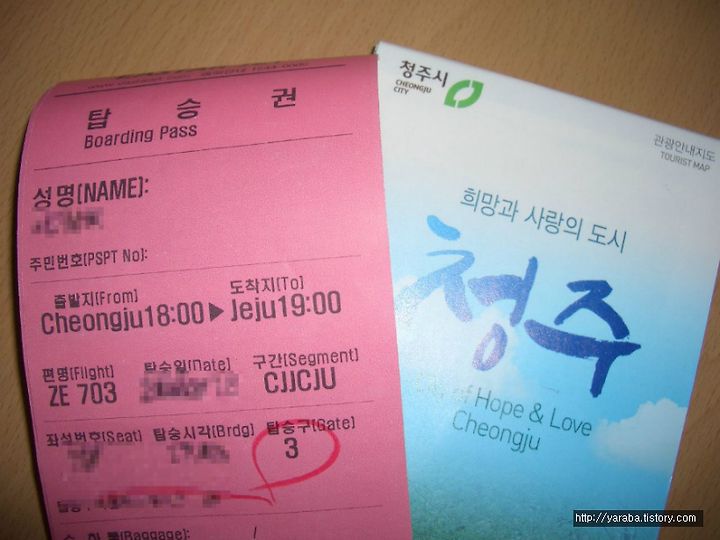 탑 승 권
Boarding Pass
성명(NAME):
주민번호(PSPT No):
출발지(From) 도착지(To)
Cheongju18:00▶Jeju19:00
편명(Flight) 탑승일(Date) 구간(Segment)
ZE 703 CJJCJU
좌석번호(Seat) 탑승시각(Brdg) 탑승구(Gate)
3
수 하 물(Baggage): /
청주시
CHEONGJU
CITY
관광안내지도
TOURIST MAP
희망과 사랑의 도시
청주
of Hope & Love
Cheongju
http://yaraba.tistory.com